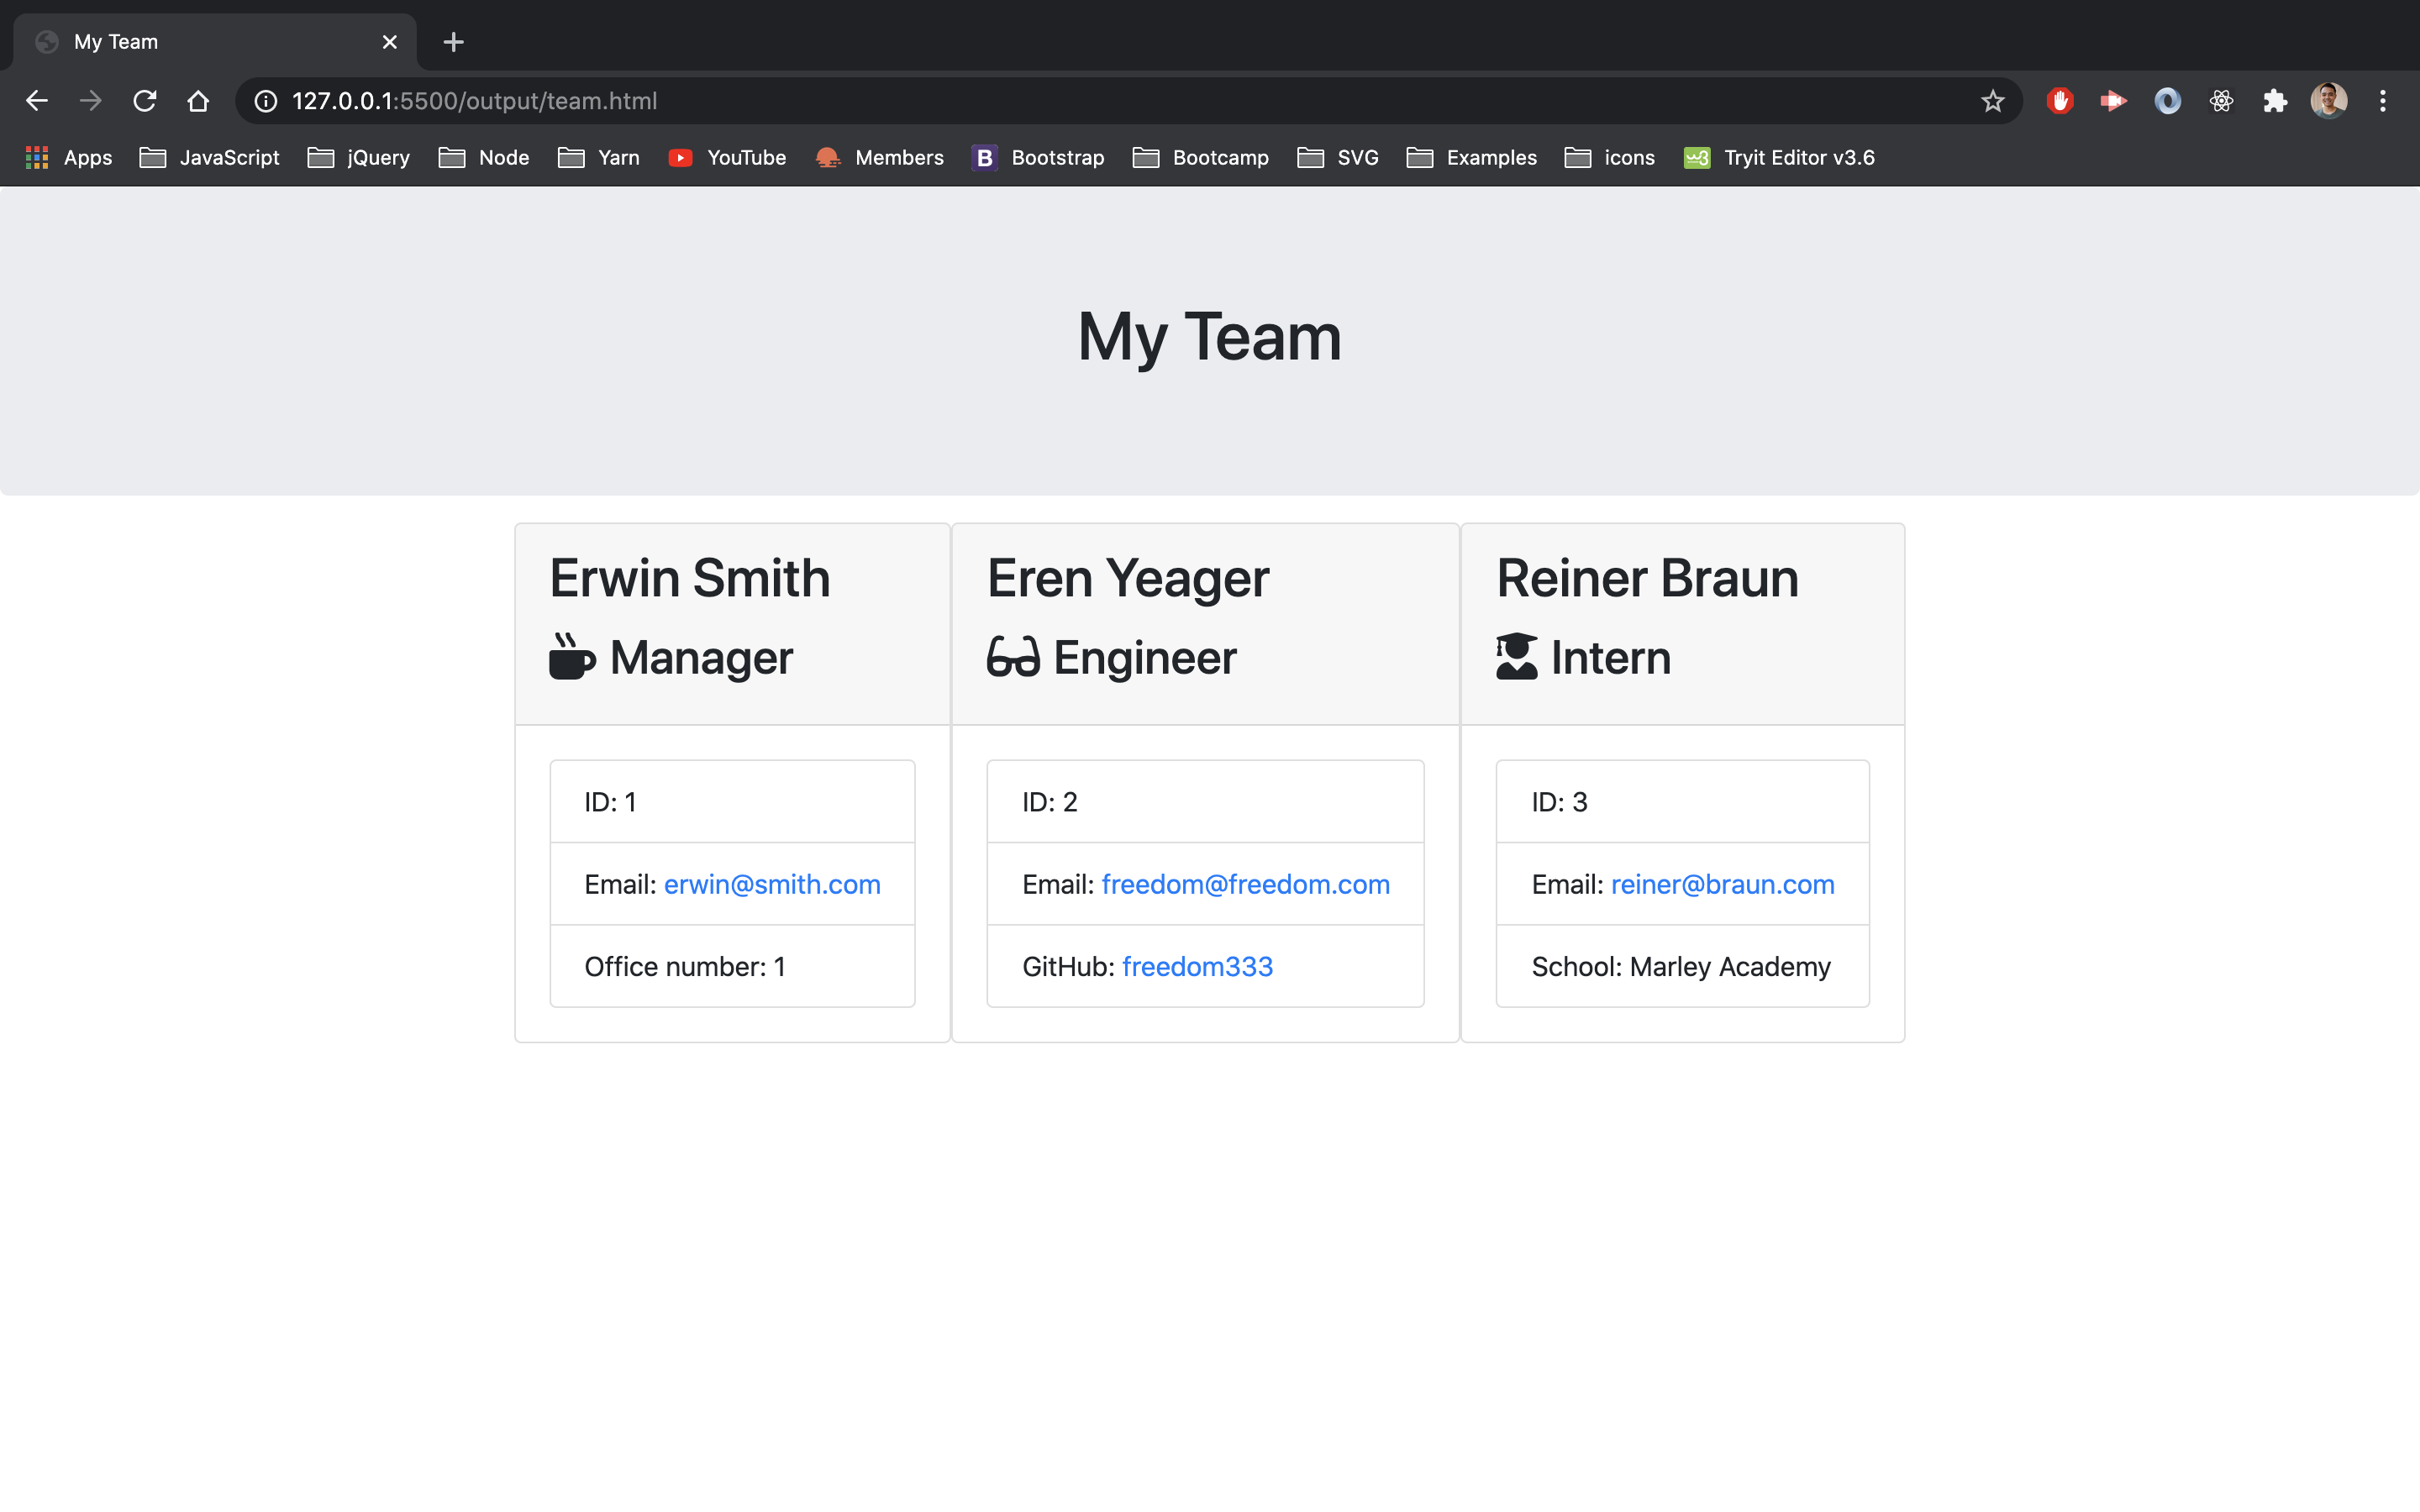 My Team
127.0.0.1:5500/output/team.html
Apps JavaScript jQuery Node Yarn YouTube Members B Bootstrap Bootcamp SVG Examples icons w3 Tryit Editor v3.6
My Team
Erwin Smith
Manager
ID: 1
Email: erwin@smith.com
Office number: 1
Eren Yeager
Engineer
ID: 2
Email: freedom@freedom.com
GitHub: freedom333
Reiner Braun
Intern
ID: 3
Email: reiner@braun.com
School: Marley Academy